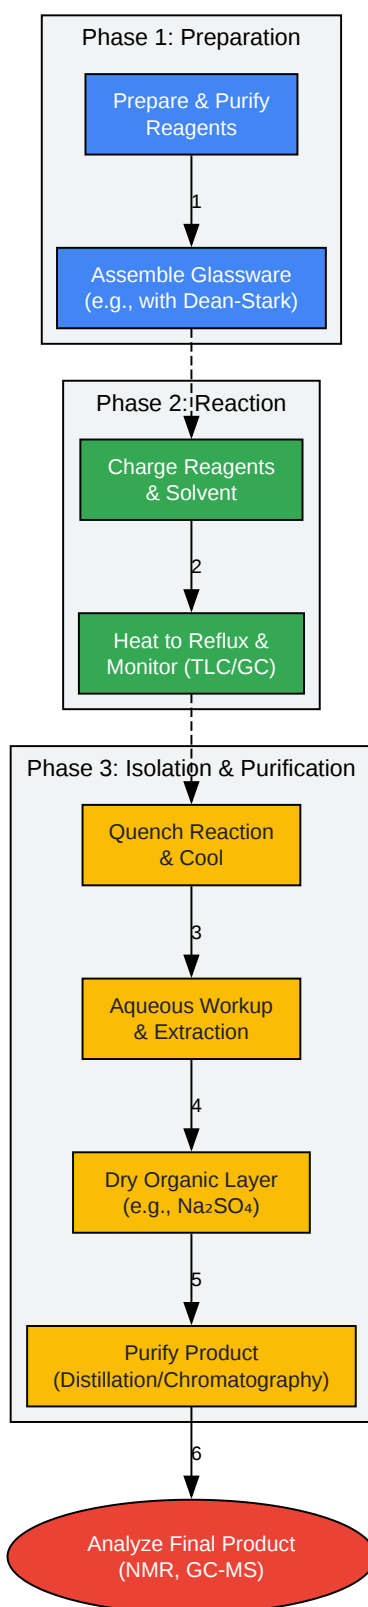 Phase 1: Preparation
Prepare & Purify
Reagents
1
Assemble Glassware
(e.g., with Dean-Stark)
Phase 2: Reaction
Charge Reagents
& Solvent
2
Heat to Reflux &
Monitor (TLC/GC)
Phase 3: Isolation & Purification
Quench Reaction
& Cool
3
Aqueous Workup
& Extraction
4
Dry Organic Layer
(e.g., Na₂SO₄)
5
Purify Product
(Distillation/Chromatography)
6
Analyze Final Product
(NMR, GC-MS)